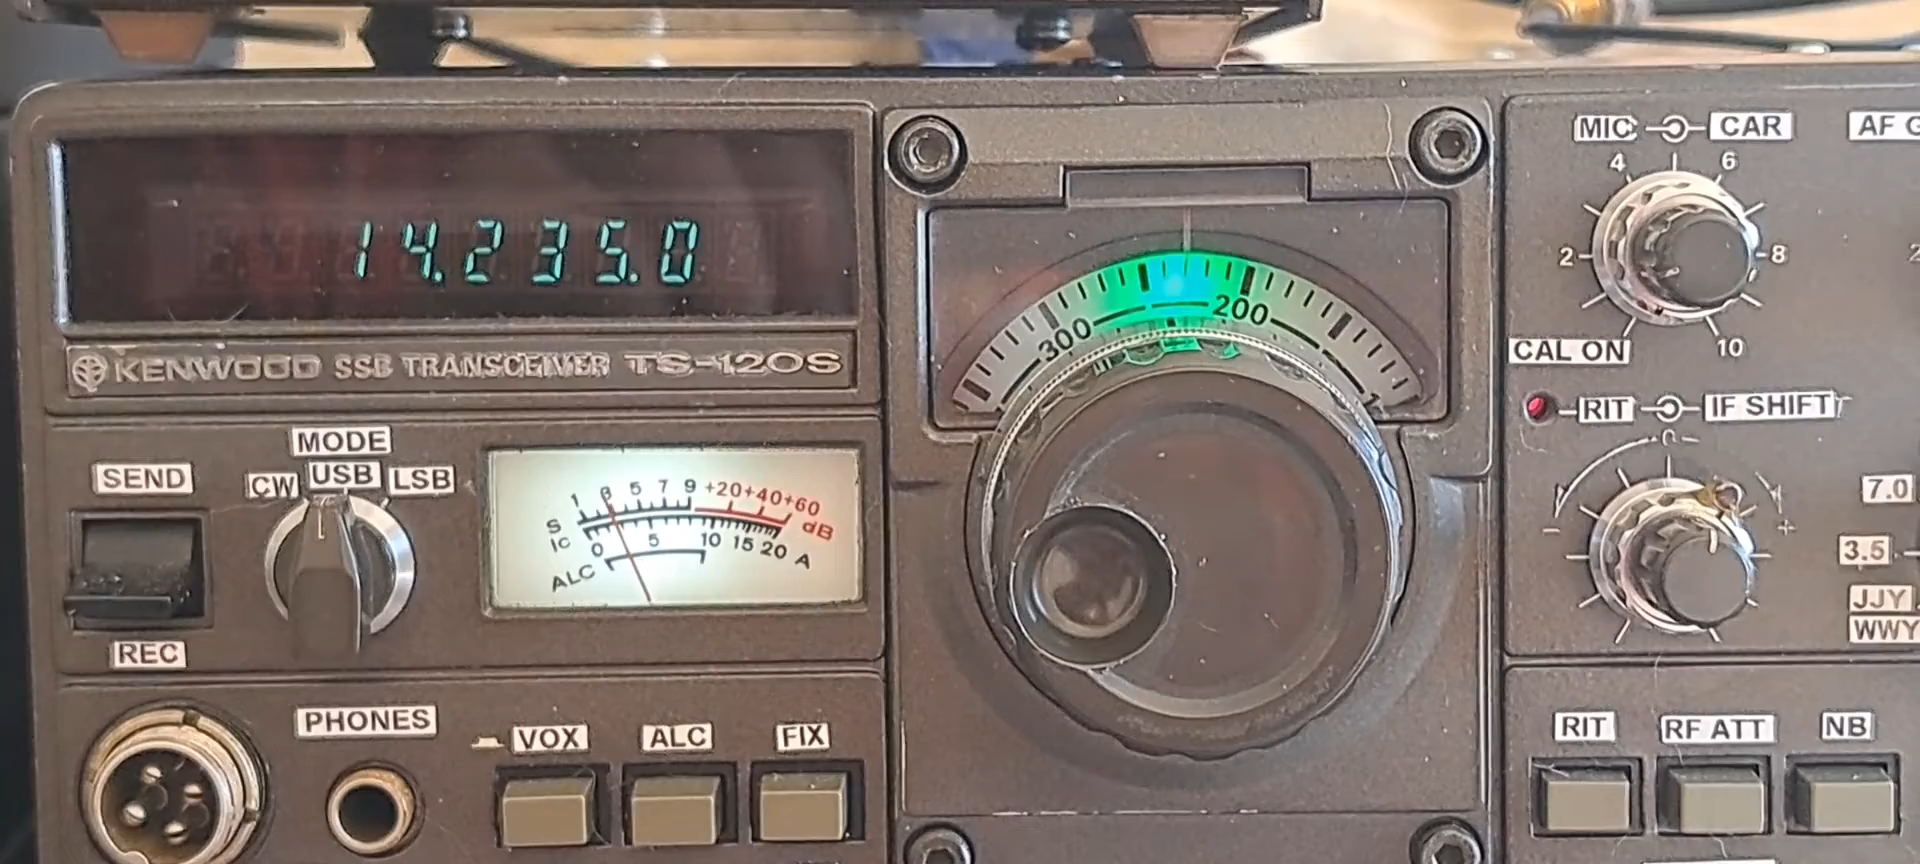 14.235.0
KENWOOD SSB TRANSCEIVER TS-120S
MODE
SEND
CW USB LSB
REC
1 3 5 7 9 +20 +40 +60
S
dB
IC
0 5 10 15 20 A
ALC
PHONES
VOX
ALC
FIX
300
200
MIC CAR
AF
4 6
2 8
10
CAL ON
RIT IF SHIFT
0
- +
7.0
3.5
JJY
WWV
RIT
RF ATT
NB